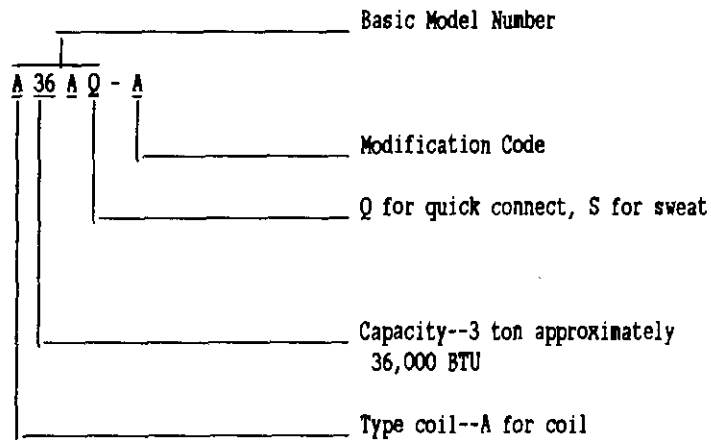 Basic Model Number
A 36 A Q - A
Modification Code
Q for quick connect, S for sweat
Capacity--3 ton approximately
36,000 BTU
Type coil--A for coil